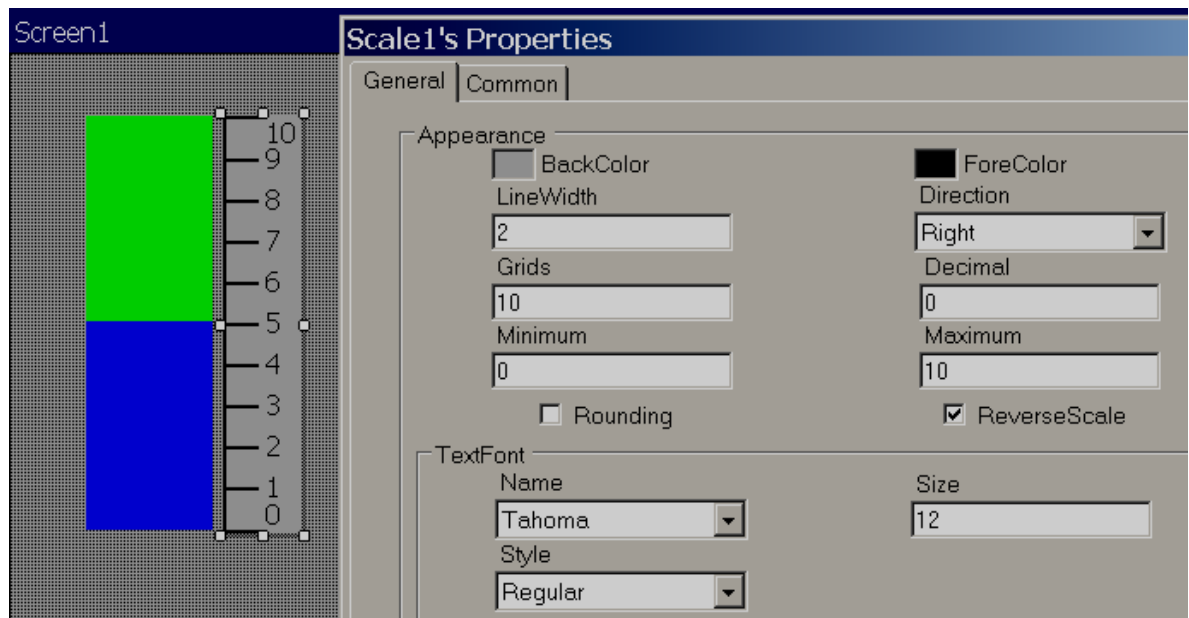 Screen1
10
9
8
7
6
5
4
3
2
1
0
Scale1's Properties
General Common
Appearance
BackColor ForeColor
LineWidth Direction
2 Right
Grids Decimal
10 0
Minimum Maximum
0 10
Rounding ReverseScale
TextFont
Name Size
Tahoma 12
Style
Regular